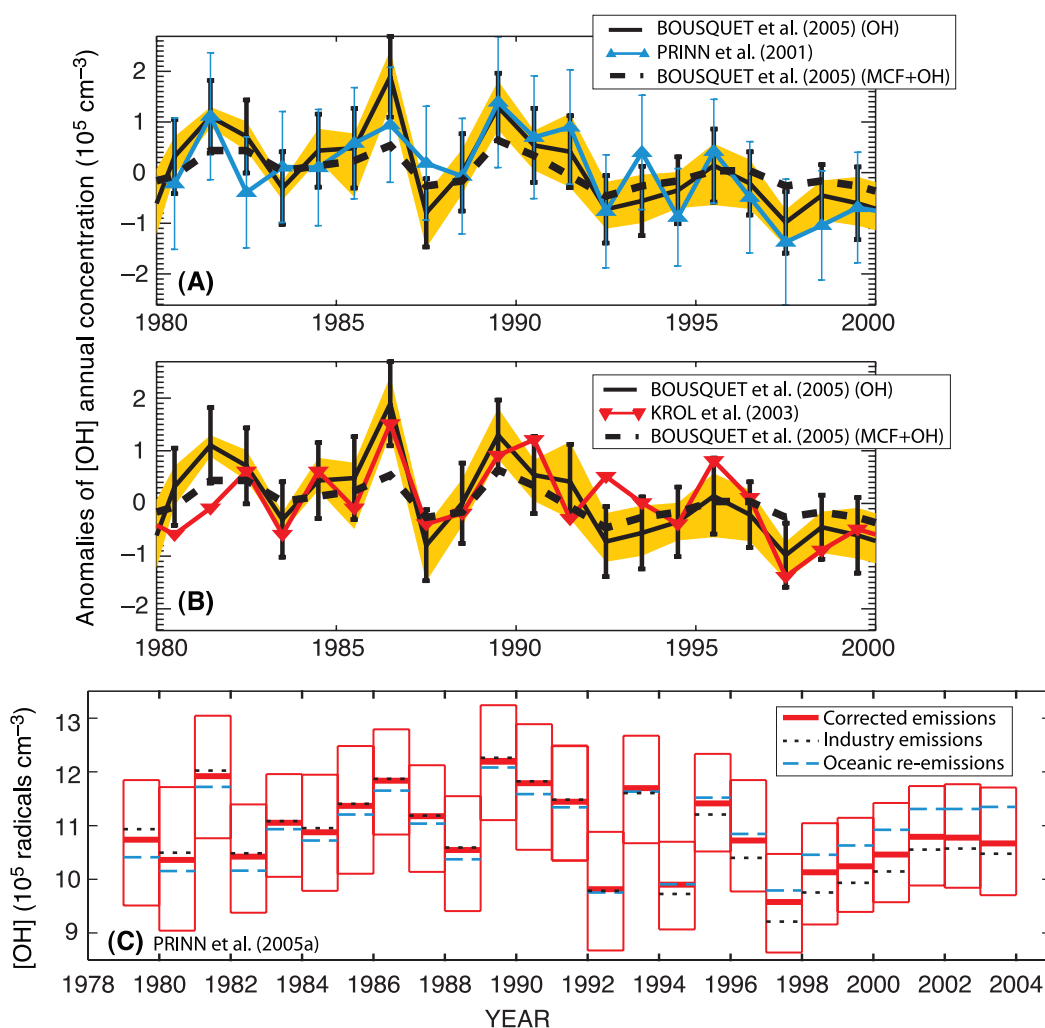 Anomalies of [OH] annual concentration (10⁵ cm⁻³)
BOUSQUET et al. (2005) (OH)
PRINN et al. (2001)
BOUSQUET et al. (2005) (MCF+OH)
2
1
0
−1
−2
(A)
1980 1985 1990 1995 2000
BOUSQUET et al. (2005) (OH)
KROL et al. (2003)
BOUSQUET et al. (2005) (MCF+OH)
2
1
0
−1
−2
(B)
1980 1985 1990 1995 2000
[OH] (10⁵ radicals cm⁻³)
Corrected emissions
Industry emissions
Oceanic re-emissions
13
12
11
10
9
(C) PRINN et al. (2005a)
1978 1980 1982 1984 1986 1988 1990 1992 1994 1996 1998 2000 2002 2004
YEAR